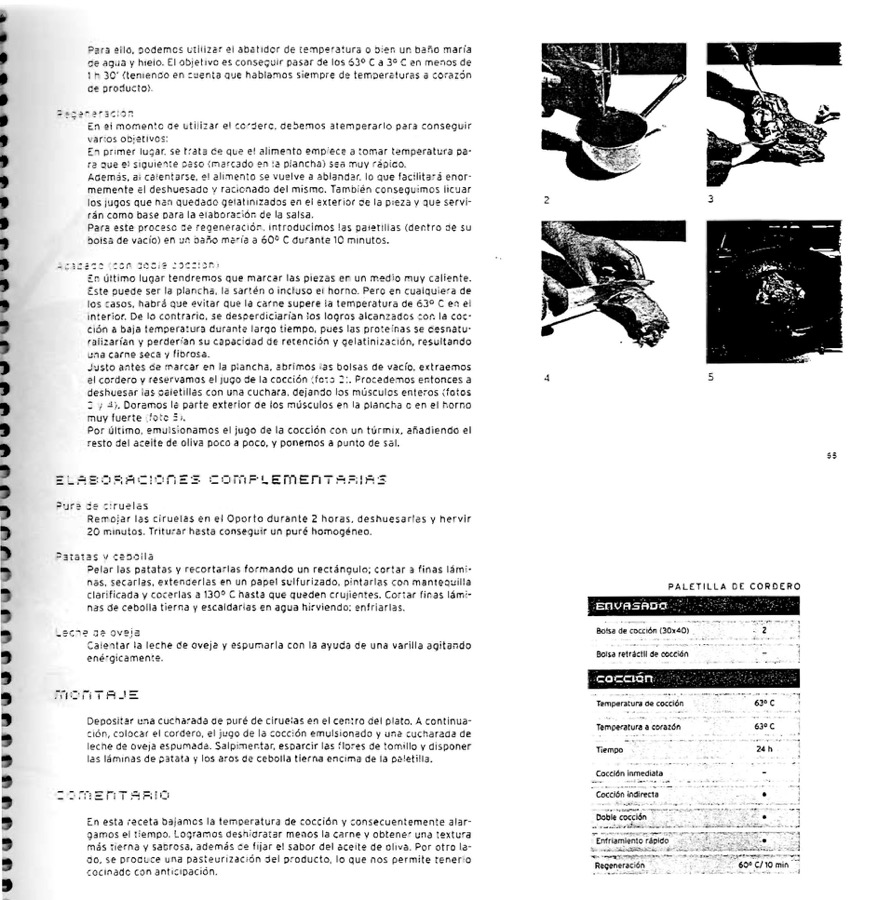 Para ello, podemos utilizar el abatidor de temperatura o bien un baño maría
de agua y hielo. El objetivo es conseguir pasar de los 63º C a 3º C en menos de
1 h 30' (teniendo en cuenta que hablamos siempre de temperaturas a corazón
de producto).
Regeneración
En el momento de utilizar el cordero, debemos atemperarlo para conseguir
varios objetivos:
En primer lugar, se trata de que el alimento empiece a tomar temperatura pa-
ra que el siguiente paso (marcado en la plancha) sea muy rápido.
Además, al calentarse, el alimento se vuelve a ablandar, lo que facilitará enor-
memente el deshuesado y racionado del mismo. También conseguimos licuar
los jugos que han quedado gelatinizados en el exterior de la pieza y que servi-
rán como base para la elaboración de la salsa.
Para este proceso de regeneración, introducimos las paletillas (dentro de su
bolsa de vacío) en un baño maría a 60º C durante 10 minutos.
Acabado (con doble cocción)
En último lugar tendremos que marcar las piezas en un medio muy caliente.
Éste puede ser la plancha, la sartén o incluso el horno. Pero en cualquiera de
los casos, habrá que evitar que la carne supere la temperatura de 63º C en el
interior. De lo contrario, se desperdiciarían los logros alcanzados con la coc-
ción a baja temperatura durante largo tiempo, pues las proteínas se desnatu-
ralizarían y perderían su capacidad de retención y gelatinización, resultando
una carne seca y fibrosa.
Justo antes de marcar en la plancha, abrimos las bolsas de vacío, extraemos
el cordero y reservamos el jugo de la cocción (foto 2). Procedemos entonces a
deshuesar las paletillas con una cuchara, dejando los músculos enteros (fotos
3 y 4). Doramos la parte exterior de los músculos en la plancha o en el horno
muy fuerte (foto 5).
Por último, emulsionamos el jugo de la cocción con un túrmix, añadiendo el
resto del aceite de oliva poco a poco, y ponemos a punto de sal.
ELABORACIONES COMPLEMENTARIAS
Puré de ciruelas
Remojar las ciruelas en el Oporto durante 2 horas, deshuesarlas y hervir
20 minutos. Triturar hasta conseguir un puré homogéneo.
Patatas y cebolla
Pelar las patatas y recortarlas formando un rectángulo; cortar a finas lámi-
nas, secarlas, extenderlas en un papel sulfurizado, pintarlas con mantequilla
clarificada y cocerlas a 130º C hasta que queden crujientes. Cortar finas lámi-
nas de cebolla tierna y escaldarlas en agua hirviendo; enfriarlas.
Leche de oveja
Calentar la leche de oveja y espumarla con la ayuda de una varilla agitando
enérgicamente.
MONTAJE
Depositar una cucharada de puré de ciruelas en el centro del plato. A continua-
ción, colocar el cordero, el jugo de la cocción emulsionado y una cucharada de
leche de oveja espumada. Salpimentar, esparcir las flores de tomillo y disponer
las láminas de patata y los aros de cebolla tierna encima de la paletilla.
COMENTARIO
En esta receta bajamos la temperatura de cocción y consecuentemente alar-
gamos el tiempo. Logramos deshidratar menos la carne y obtener una textura
más tierna y sabrosa, además de fijar el sabor del aceite de oliva. Por otro la-
do, se produce una pasteurización del producto, lo que nos permite tenerlo
cocinado con anticipación.
2
3
4
5
55
PALETILLA DE CORDERO
ENVASADO
Bolsa de cocción (30x40) 2
Bolsa retráctil de cocción –
COCCIÓN
Temperatura de cocción 63º C
Temperatura a corazón 63º C
Tiempo 24 h
Cocción inmediata –
Cocción indirecta •
Doble cocción •
Enfriamiento rápido •
Regeneración 60º C/10 min